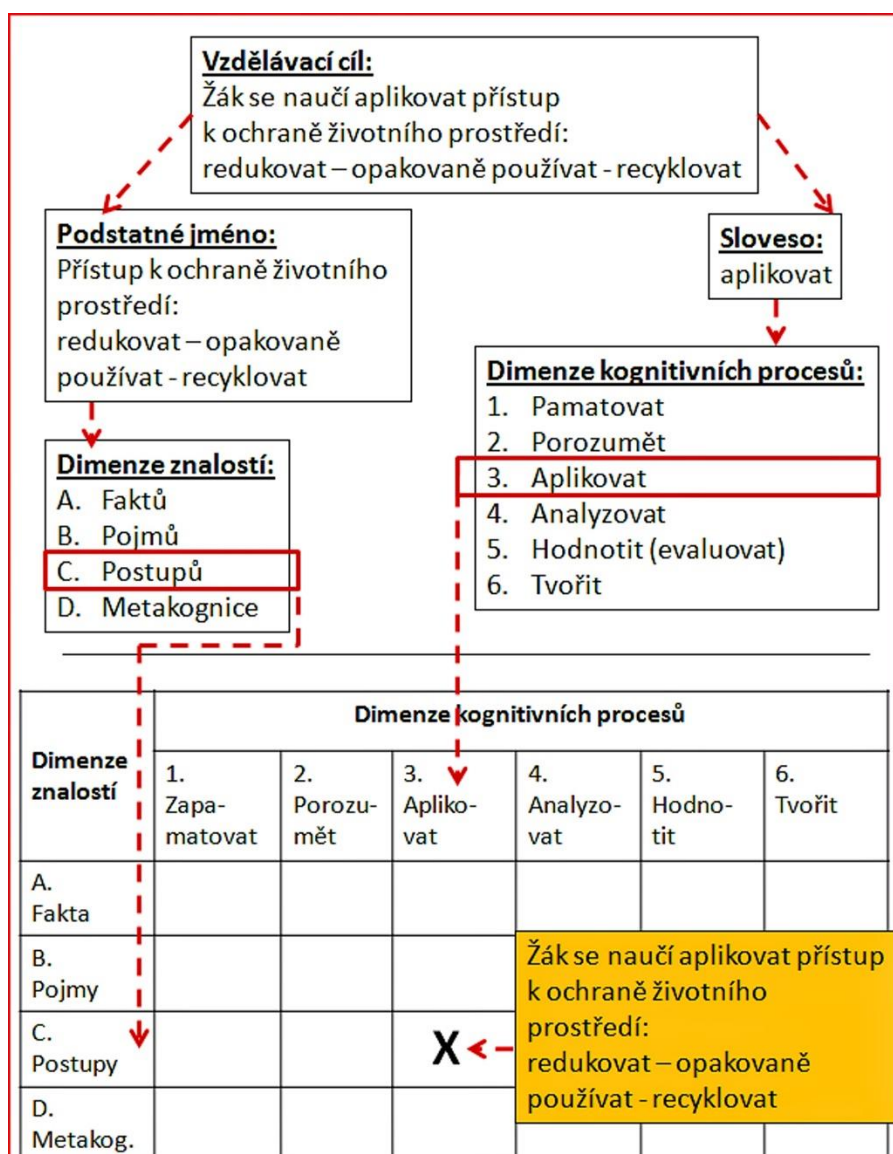 Vzdělávací cíl:
Žák se naučí aplikovat přístup
k ochraně životního prostředí:
redukovat – opakovaně používat - recyklovat
Podstatné jméno:
Přístup k ochraně životního
prostředí:
redukovat – opakovaně
používat - recyklovat
Sloveso:
aplikovat
Dimenze znalostí:
A. Faktů
B. Pojmů
C. Postupů
D. Metakognice
Dimenze kognitivních procesů:
1. Pamatovat
2. Porozumět
3. Aplikovat
4. Analyzovat
5. Hodnotit (evaluovat)
6. Tvořit
Dimenze
znalostí
Dimenze kognitivních procesů
1.
Zapa-
matovat
2.
Porozu-
mět
3.
Apliko-
vat
4.
Analyzo-
vat
5.
Hodno-
tit
6.
Tvořit
A.
Fakta
B.
Pojmy
C.
Postupy
X
D.
Metakog.
Žák se naučí aplikovat přístup
k ochraně životního
prostředí:
redukovat – opakovaně
používat - recyklovat